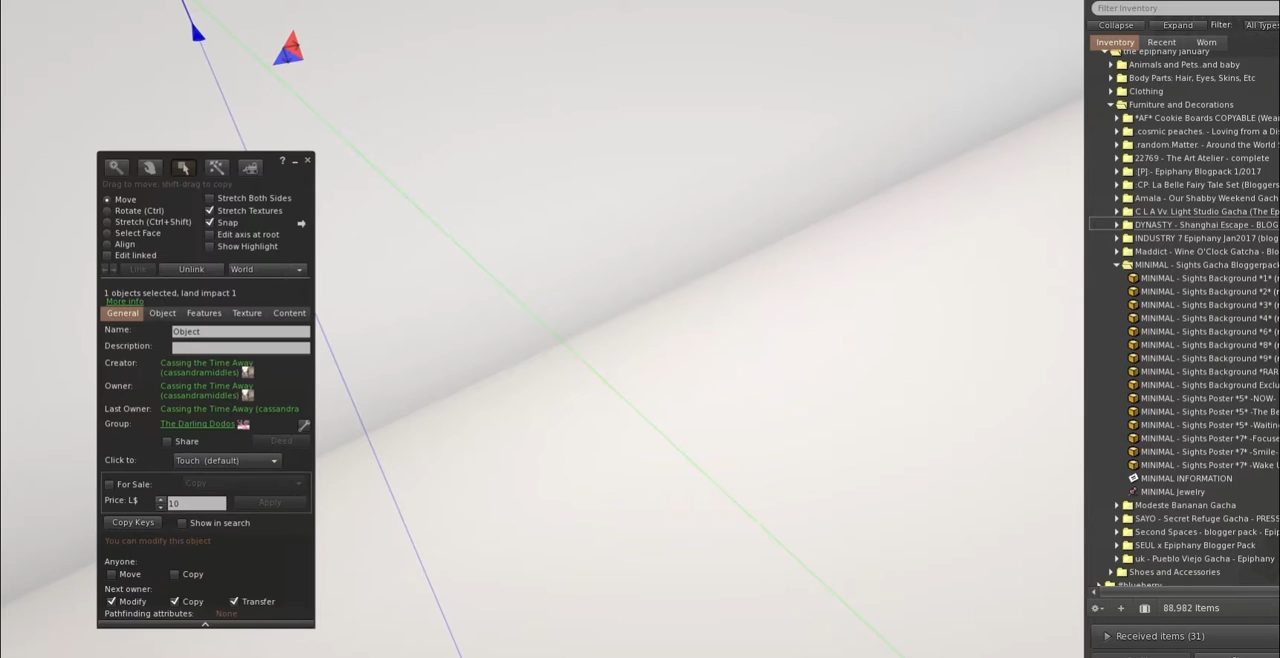 Filter Inventory
Collapse Expand Filter: All Types
Inventory Recent Worn
the epiphany january
Animals and Pets..and baby
Body Parts: Hair, Eyes, Skins, Etc
Clothing
Furniture and Decorations
*AF* Cookie Boards COPYABLE (Wea
.cosmic peaches. - Loving from a Di
.random.Matter. - Around the World
22769 - The Art Atelier - complete
:[P]:- Epiphany Blogpack 1/2017
:CP: La Belle Fairy Tale Set (Bloggers
Amala - Our Shabby Weekend Gach
C L A Vv. Light Studio Gacha (The Ep
DYNASTY - Shanghai Escape - BLOG
INDUSTRY 7 Epiphany Jan2017 (blog
Maddict - Wine O'Clock Gatcha - Blo
MINIMAL - Sights Gacha Bloggerpack
MINIMAL - Sights Background *1* (r
MINIMAL - Sights Background *2* (r
MINIMAL - Sights Background *3* (r
MINIMAL - Sights Background *4* (r
MINIMAL - Sights Background *6* (r
MINIMAL - Sights Background *8* (r
MINIMAL - Sights Background *9* (r
MINIMAL - Sights Background *RAR
MINIMAL - Sights Background Exclu
MINIMAL - Sights Poster *5* -NOW-
MINIMAL - Sights Poster *5* -The Be
MINIMAL - Sights Poster *5* -Waitin
MINIMAL - Sights Poster *7* -Focuse
MINIMAL - Sights Poster *7* -Smile-
MINIMAL - Sights Poster *7* -Wake U
MINIMAL INFORMATION
MINIMAL Jewelry
Modeste Bananan Gacha
SAYO - Secret Refuge Gacha - PRESS
Second Spaces - blogger pack - Epi
SEUL x Epiphany Blogger Pack
uk - Pueblo Viejo Gacha - Epiphany
Shoes and Accessories
#blueberry
88,982 Items
Received items (31)
Drag to move, shift-drag to copy
Move
Rotate (Ctrl)
Stretch (Ctrl+Shift)
Select Face
Align
Edit linked
Stretch Both Sides
Stretch Textures
Snap
Edit axis at root
Show Highlight
Link Unlink World
1 objects selected, land impact 1
More info
General Object Features Texture Content
Name: Object
Description:
Creator: Cassing the Time Away
(cassandramiddles)
Owner: Cassing the Time Away
(cassandramiddles)
Last Owner: Cassing the Time Away (cassandra
Group: The Darling Dodos
Share Deed
Click to: Touch (default)
For Sale: Copy
Price: L$ 10 Apply
Copy Keys Show in search
You can modify this object
Anyone:
Move Copy
Next owner:
Modify Copy Transfer
Pathfinding attributes: None